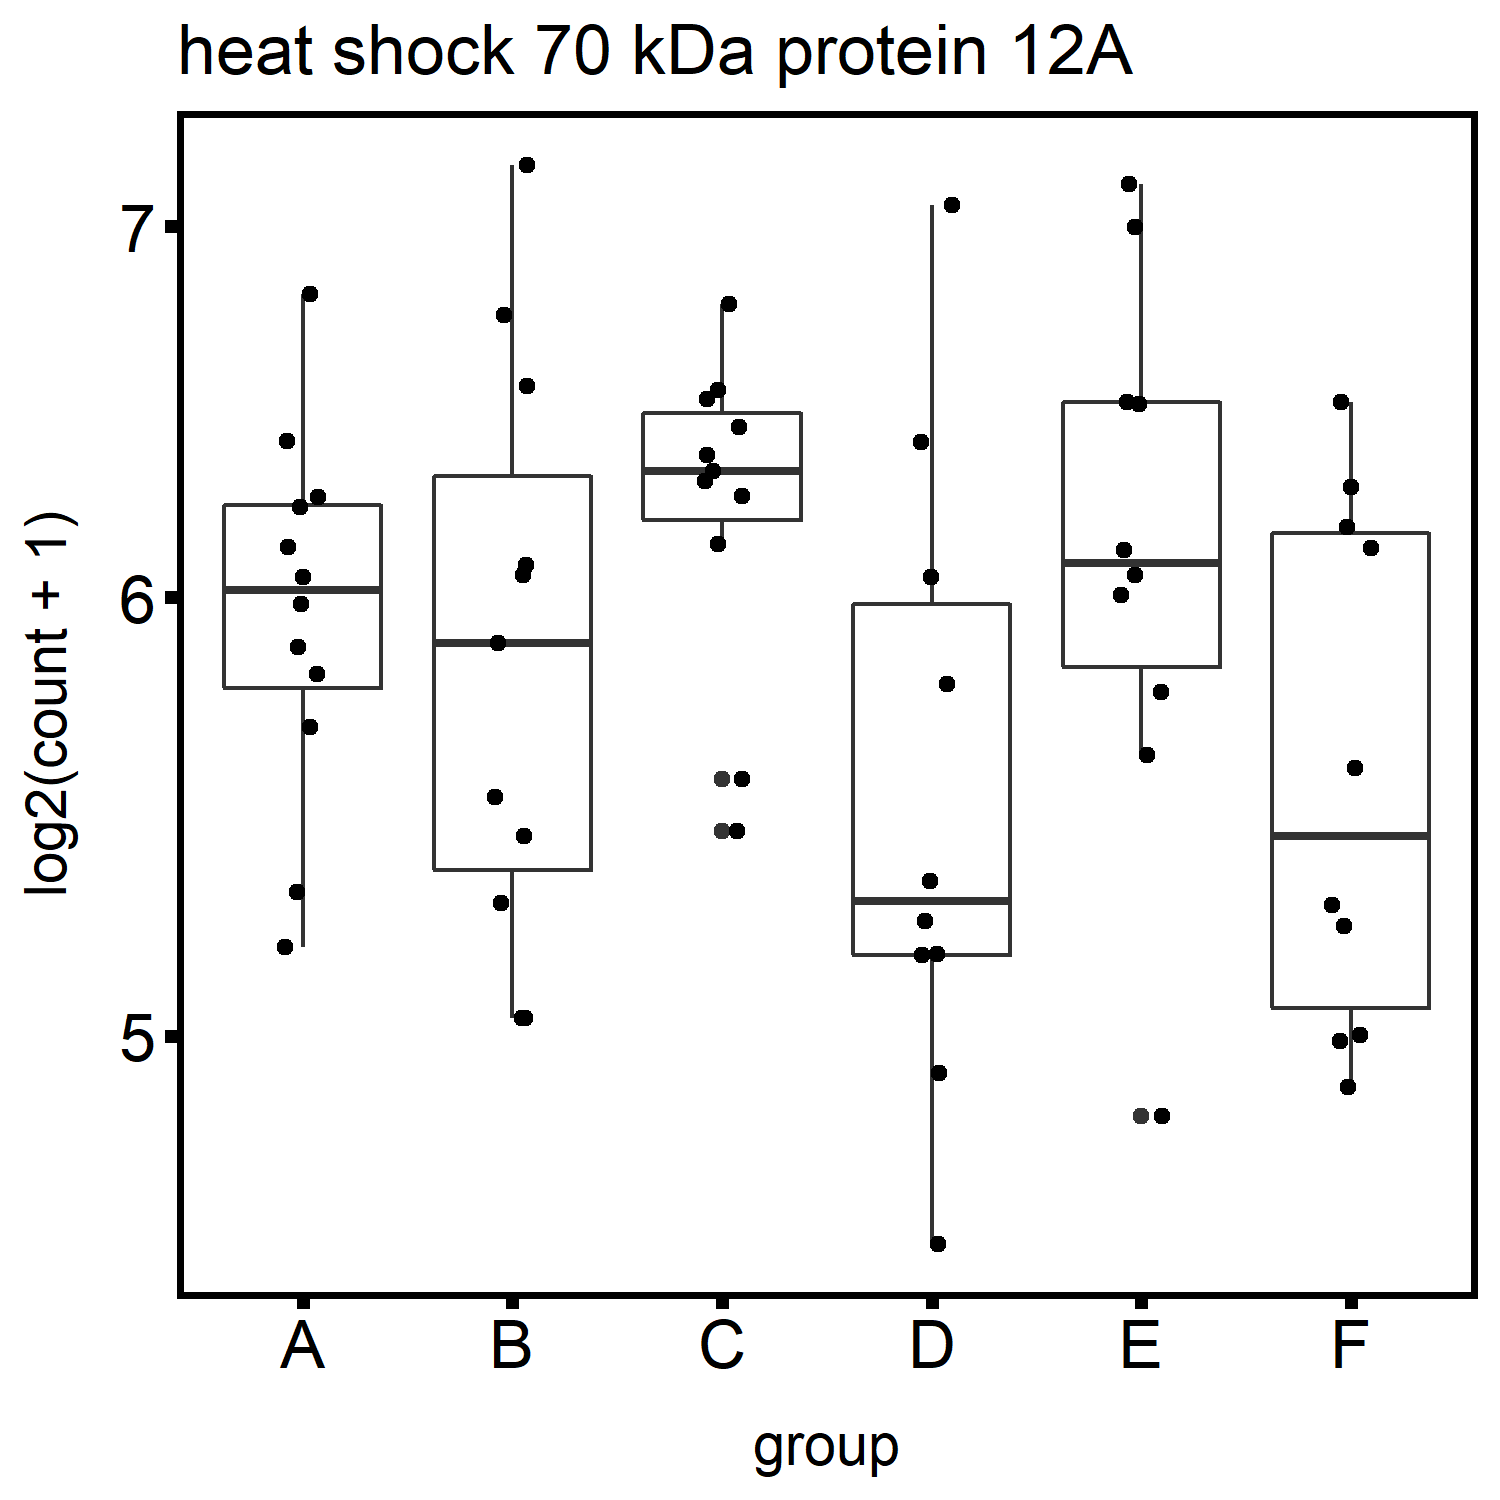 heat shock 70 kDa protein 12A
7
6
5
log2(count + 1)
A B C D E F
group